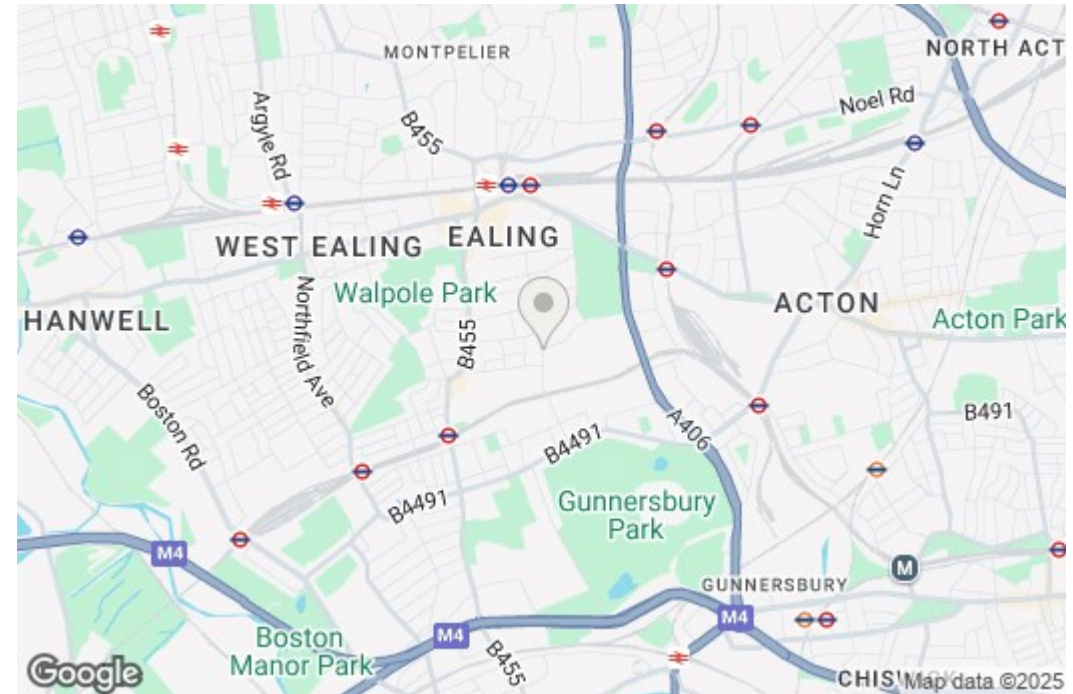 MONTPELIER
NORTH ACT
Argyle Rd
B455
Noel Rd
Horn Ln
WEST EALING
EALING
Walpole Park
HANWELL
Northfield Ave
B455
ACTON
Acton Park
Boston Rd
B491
B4491
A406
B4491
Gunnersbury
Park
M4
M
GUNNERSBURY
M4
M4
Boston
Manor Park
B455
Google
CHIS
Map data ©2025